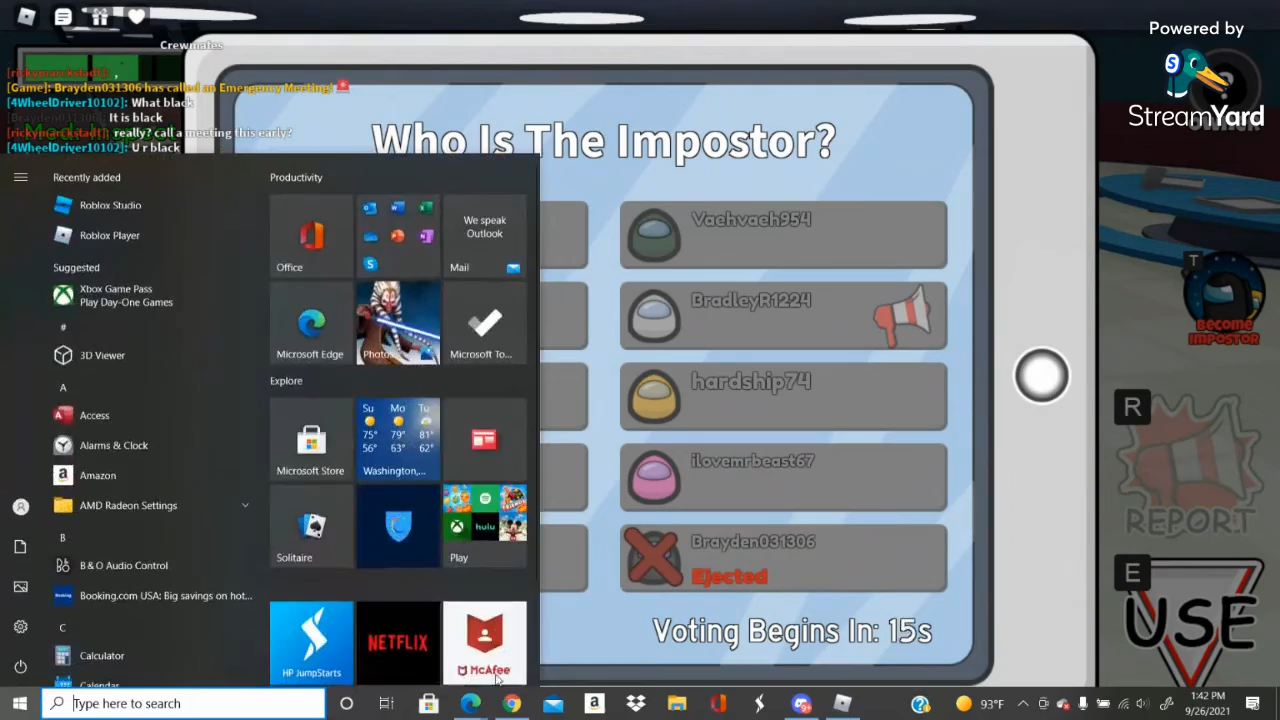 Powered by
StreamYard
Crewmates
[rickymarckstadt]: ,
[Game]: Brayden031306 has called an Emergency Meeting!
[4WheelDriver10102]: What black
[Brayden031306]: It is black
[rickymarckstadt]: really? call a meeting this early?
[4WheelDriver10102]: U r black
Who Is The Impostor?
Vaehvaeh954
BradleyR1224
hardship74
ilovemrbeast67
Brayden031306
Ejected
Voting Begins In: 15s
T
BECOME
IMPOSTOR
R
REPORT
E
USE
Recently added
Roblox Studio
Roblox Player
Suggested
Xbox Game Pass
Play Day-One Games
#
3D Viewer
A
Access
Alarms & Clock
Amazon
AMD Radeon Settings
B
B&O Audio Control
Booking.com USA: Big savings on hot...
C
Calculator
Calendar
Productivity
Office
We speak
Outlook
Mail
Microsoft Edge
Photos
Microsoft To...
Explore
Microsoft Store
Su Mo Tu
75° 79° 81°
56° 63° 62°
Washington,...
Solitaire
hulu
Play
HP JumpStarts
NETFLIX
McAfee
Type here to search
93°F
1:42 PM
9/26/2021